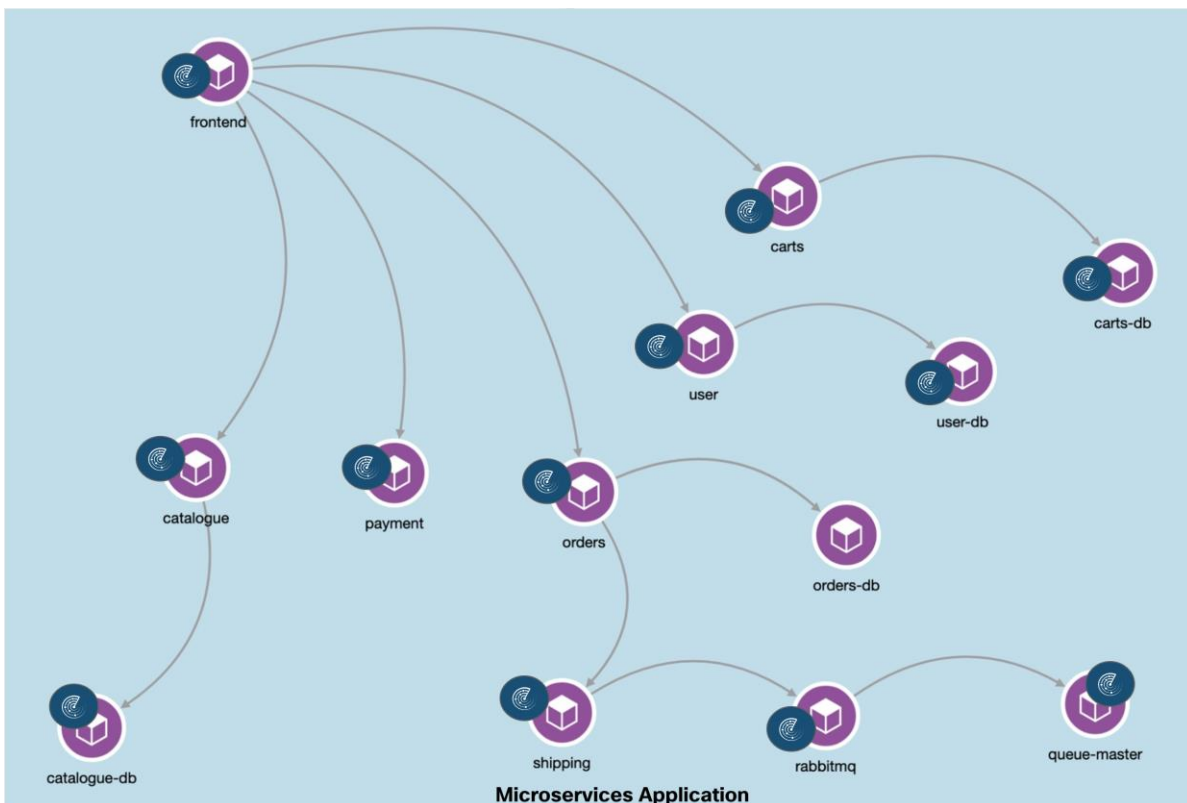 frontend
carts
carts-db
user
user-db
catalogue
payment
orders
orders-db
catalogue-db
shipping
rabbitmq
queue-master
Microservices Application